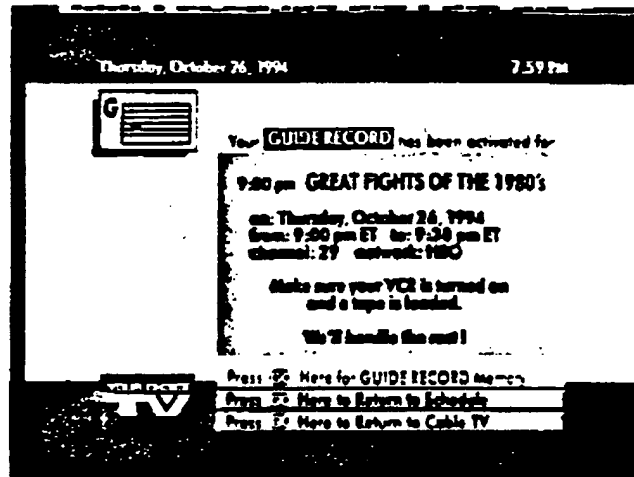 Thursday, October 26, 1994 7:59 PM
G
Your GUIDE RECORD has been activated for
9:00 pm GREAT FIGHTS OF THE 1980's
on: Thursday, October 26, 1994
from: 9:00 pm ET to: 9:30 pm ET
channel: 29 network: HBO
Make sure your VCR is turned on
and a tape is loaded.
We'll handle the rest!
Press Here for GUIDE RECORD Memory
Press Here to Return to Schedule
Press Here to Return to Cable TV
TV